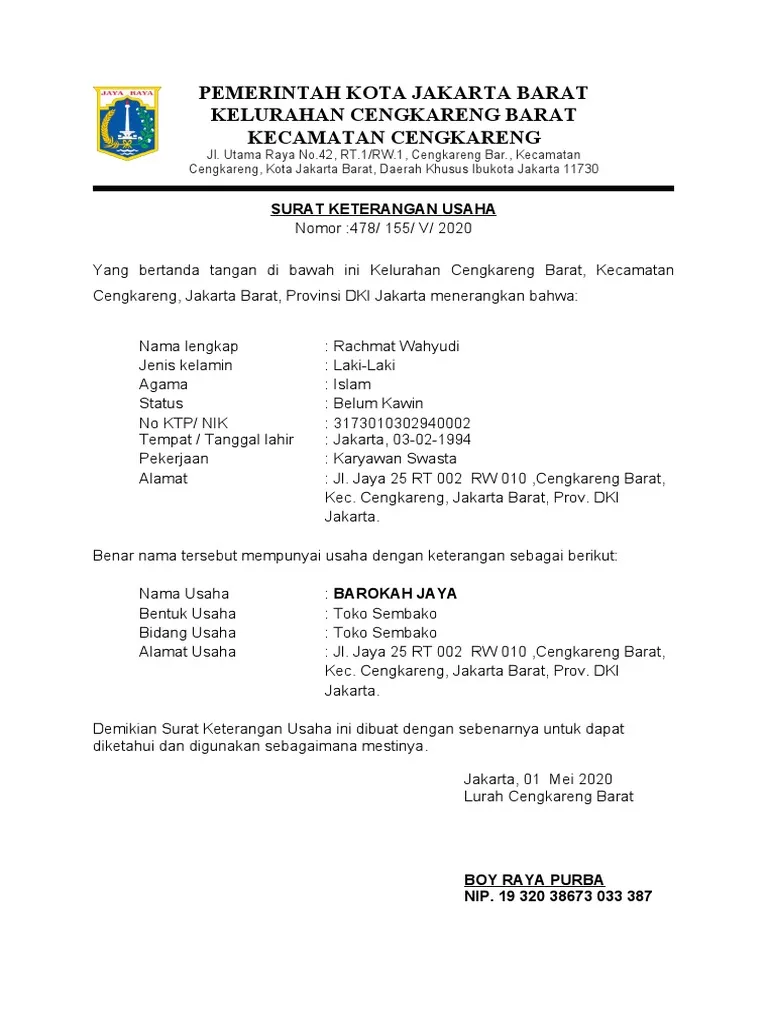 JAYA RAYA
PEMERINTAH KOTA JAKARTA BARAT
KELURAHAN CENGKARENG BARAT
KECAMATAN CENGKARENG
Jl. Utama Raya No.42, RT.1/RW.1, Cengkareng Bar., Kecamatan
Cengkareng, Kota Jakarta Barat, Daerah Khusus Ibukota Jakarta 11730
SURAT KETERANGAN USAHA
Nomor :478/ 155/ V/ 2020
Yang bertanda tangan di bawah ini Kelurahan Cengkareng Barat, Kecamatan
Cengkareng, Jakarta Barat, Provinsi DKI Jakarta menerangkan bahwa:
Nama lengkap : Rachmat Wahyudi
Jenis kelamin : Laki-Laki
Agama : Islam
Status : Belum Kawin
No KTP/ NIK : 3173010302940002
Tempat / Tanggal lahir : Jakarta, 03-02-1994
Pekerjaan : Karyawan Swasta
Alamat : Jl. Jaya 25 RT 002 RW 010 ,Cengkareng Barat,
Kec. Cengkareng, Jakarta Barat, Prov. DKI
Jakarta.
Benar nama tersebut mempunyai usaha dengan keterangan sebagai berikut:
Nama Usaha : BAROKAH JAYA
Bentuk Usaha : Toko Sembako
Bidang Usaha : Toko Sembako
Alamat Usaha : Jl. Jaya 25 RT 002 RW 010 ,Cengkareng Barat,
Kec. Cengkareng, Jakarta Barat, Prov. DKI
Jakarta.
Demikian Surat Keterangan Usaha ini dibuat dengan sebenarnya untuk dapat
diketahui dan digunakan sebagaimana mestinya.
Jakarta, 01 Mei 2020
Lurah Cengkareng Barat
BOY RAYA PURBA
NIP. 19 320 38673 033 387